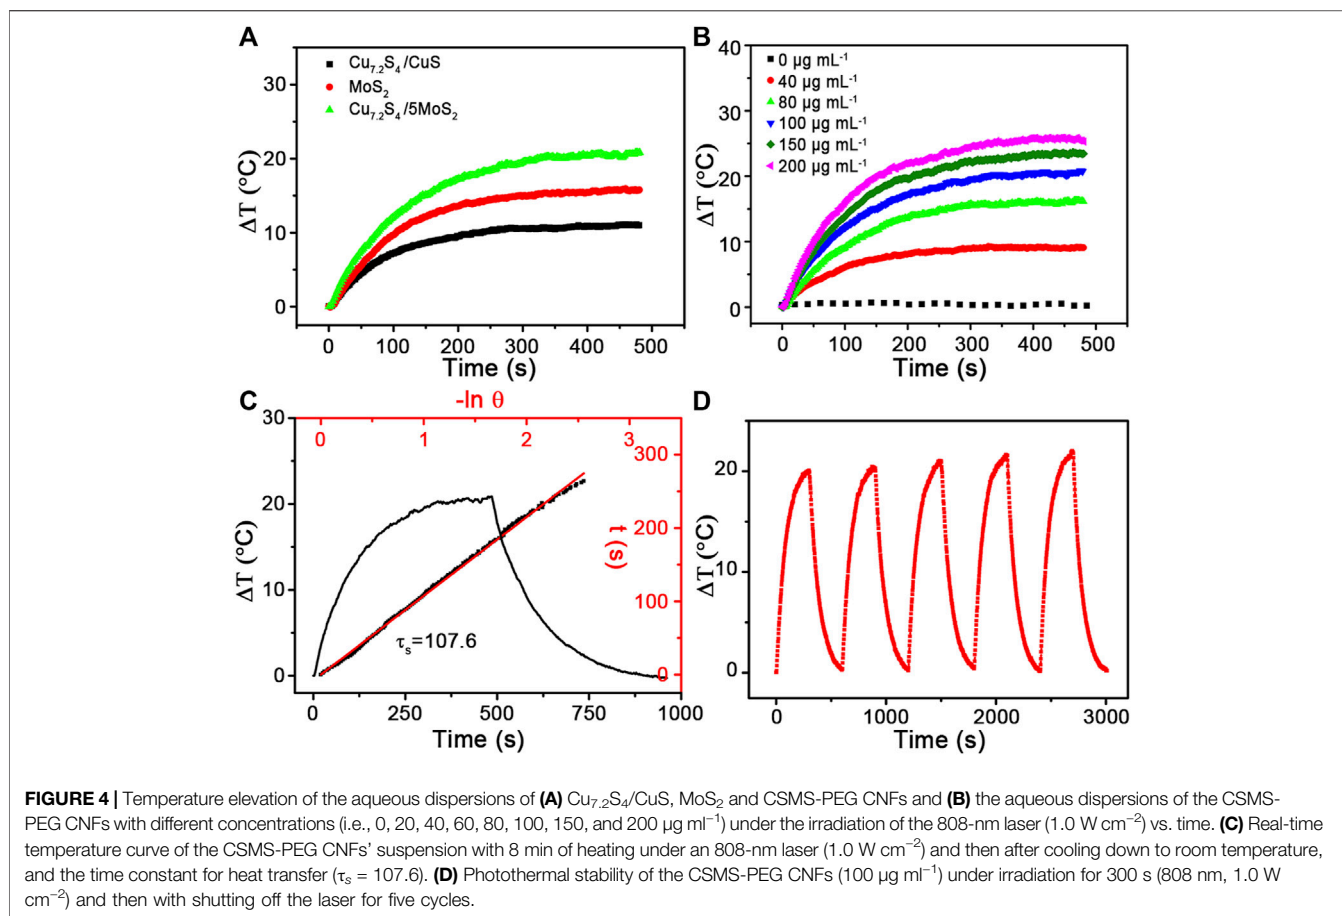 A
Cu₇.₂S₄/CuS
MoS₂
Cu₇.₂S₄/5MoS₂
ΔT (°C)
30
20
10
0
0 100 200 300 400 500
Time (s)
B
0 µg mL⁻¹
40 µg mL⁻¹
80 µg mL⁻¹
100 µg mL⁻¹
150 µg mL⁻¹
200 µg mL⁻¹
ΔT (°C)
40
30
20
10
0
0 100 200 300 400 500
Time (s)
C
-ln θ
0 1 2 3
ΔT (°C)
30
20
10
0
t (s)
300
200
100
0
τₛ=107.6
0 250 500 750 1000
Time (s)
D
ΔT (°C)
20
10
0
0 1000 2000 3000
Time (s)
FIGURE 4 | Temperature elevation of the aqueous dispersions of (A) Cu₇.₂S₄/CuS, MoS₂ and CSMS-PEG CNFs and (B) the aqueous dispersions of the CSMS-
PEG CNFs with different concentrations (i.e., 0, 20, 40, 60, 80, 100, 150, and 200 µg ml⁻¹) under the irradiation of the 808-nm laser (1.0 W cm⁻²) vs. time. (C) Real-time
temperature curve of the CSMS-PEG CNFs' suspension with 8 min of heating under an 808-nm laser (1.0 W cm⁻²) and then after cooling down to room temperature,
and the time constant for heat transfer (τₛ = 107.6). (D) Photothermal stability of the CSMS-PEG CNFs (100 µg ml⁻¹) under irradiation for 300 s (808 nm, 1.0 W
cm⁻²) and then with shutting off the laser for five cycles.